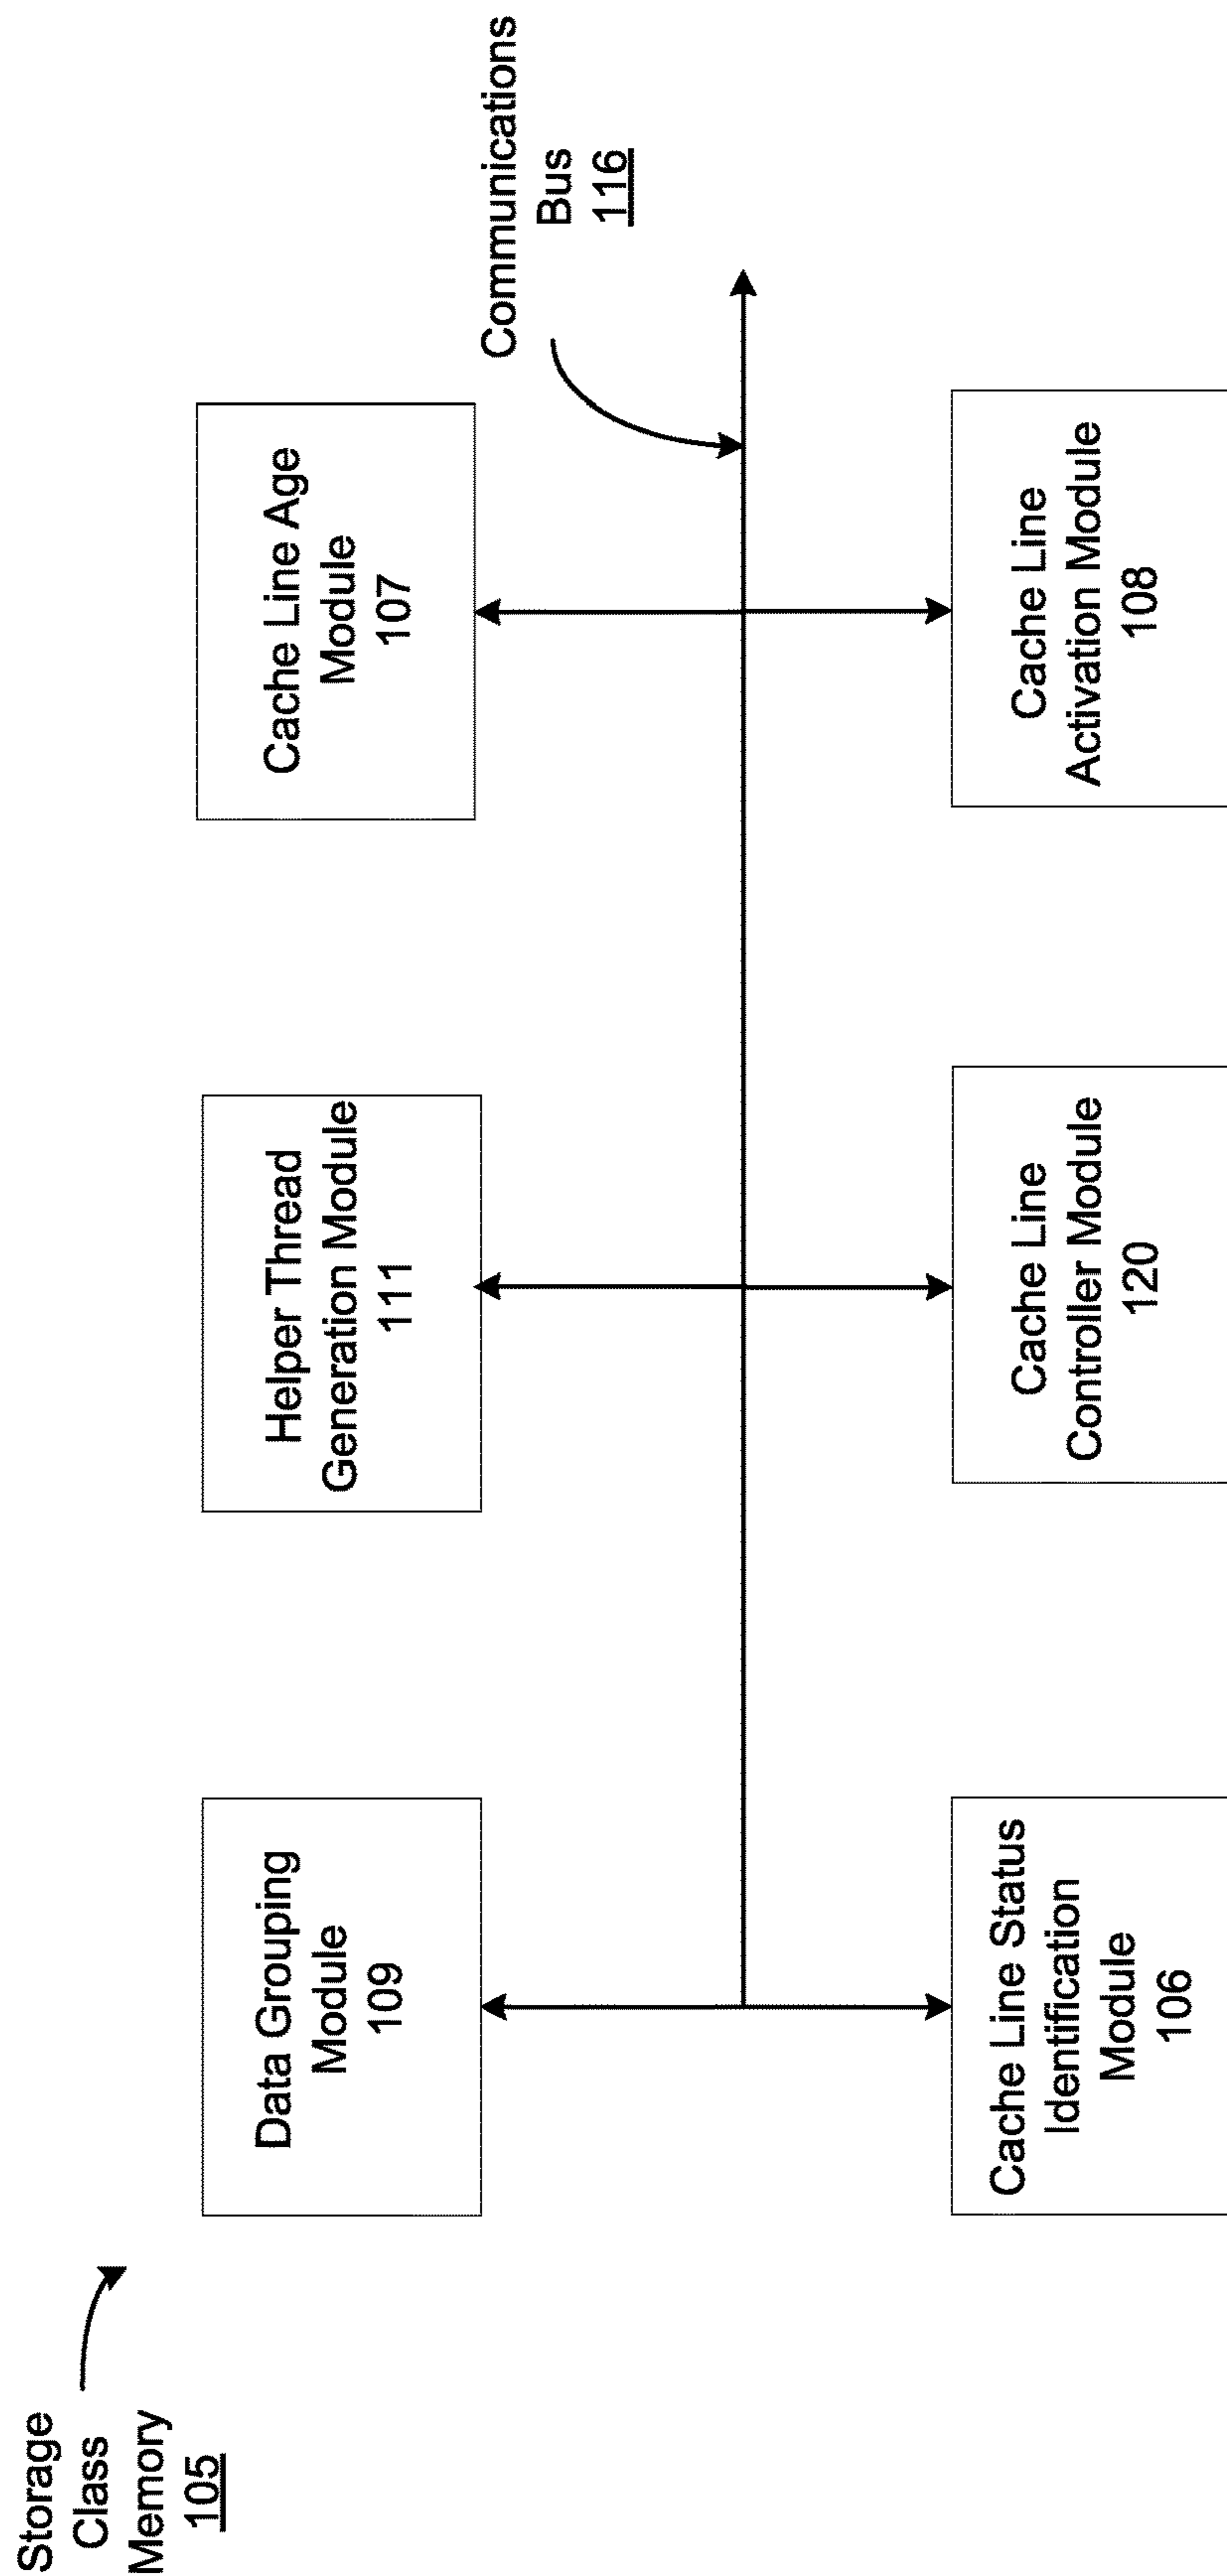 Storage
Class
Memory
105
Data Grouping
Module
109
Helper Thread
Generation Module
111
Cache Line Age
Module
107
Communications
Bus
116
Cache Line Status
Identification
Module
106
Cache Line
Controller Module
120
Cache Line
Activation Module
108